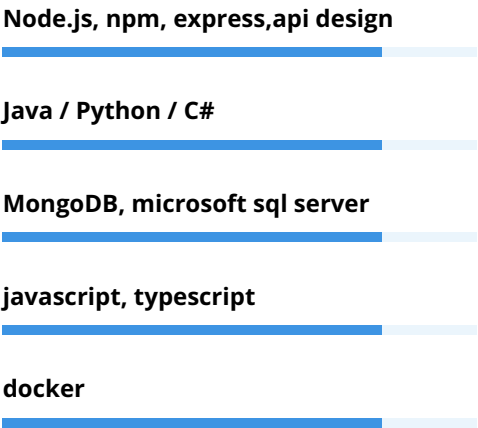 Node.js, npm, express,api design
Java / Python / C#
MongoDB, microsoft sql server
javascript, typescript
docker